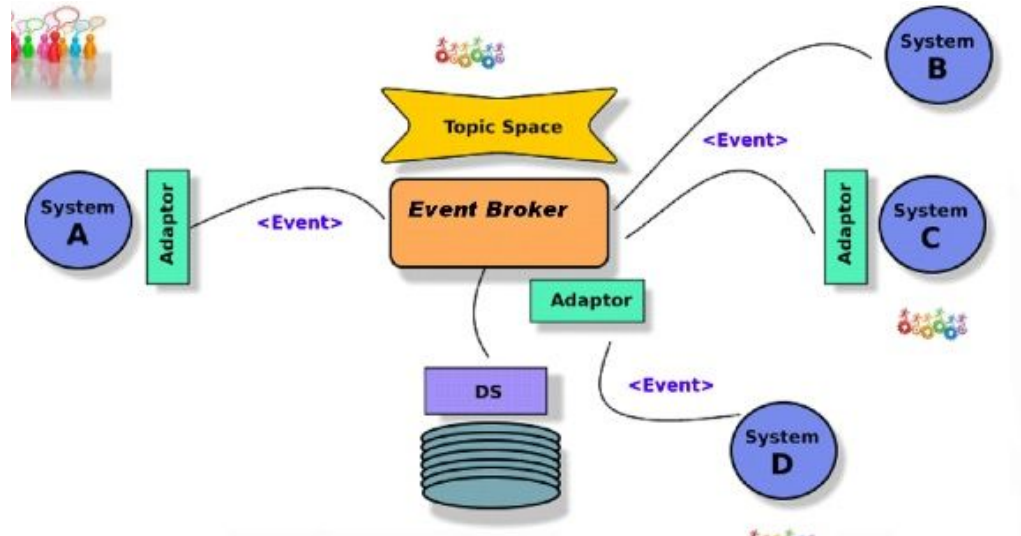 System
B
Topic Space
<Event>
Event Broker
System
A
Adaptor
<Event>
Adaptor
System
C
Adaptor
<Event>
DS
System
D